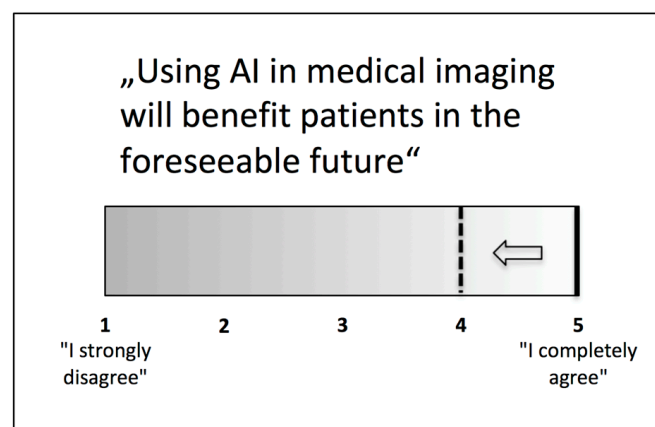 „Using AI in medical imaging
will benefit patients in the
foreseeable future“
1 2 3 4 5
"I strongly "I completely
disagree" agree"